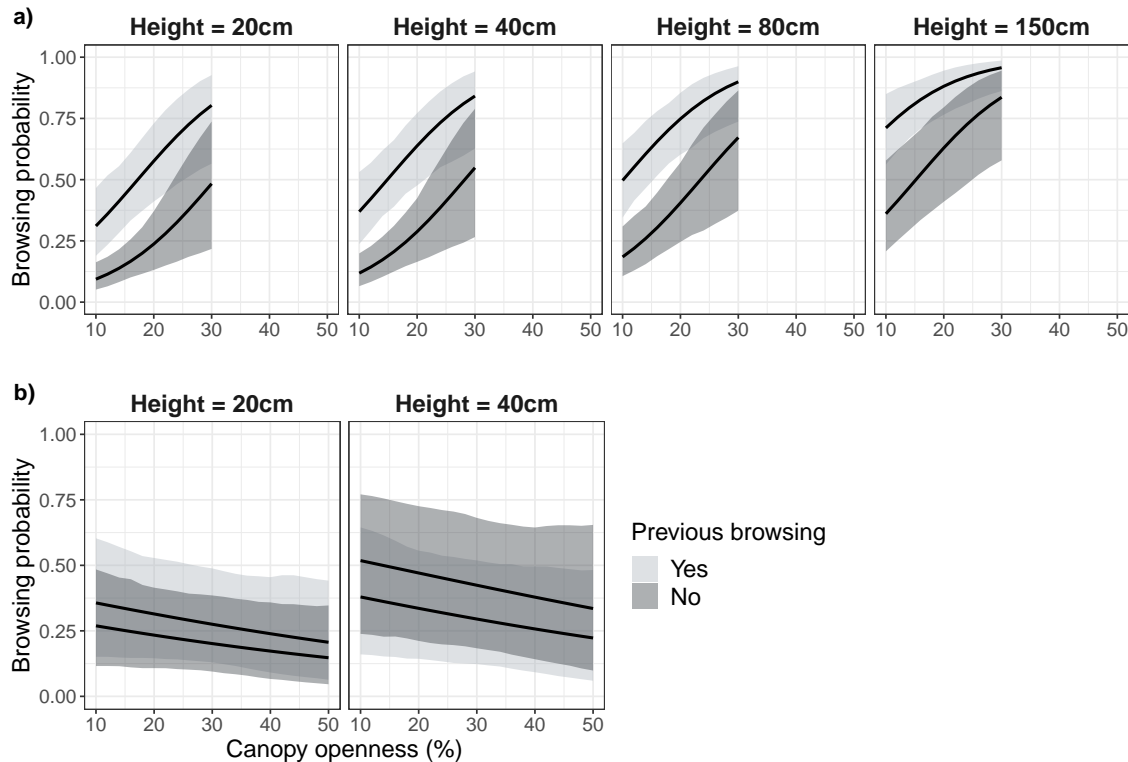 a)
Height = 20cm Height = 40cm Height = 80cm Height = 150cm
Browsing probability
1.00
0.75
0.50
0.25
0.00
10 20 30 40 50 10 20 30 40 50 10 20 30 40 50 10 20 30 40 50
b)
Height = 20cm Height = 40cm
Browsing probability
1.00
0.75
0.50
0.25
0.00
10 20 30 40 50 10 20 30 40 50
Canopy openness (%)
Previous browsing
Yes
No